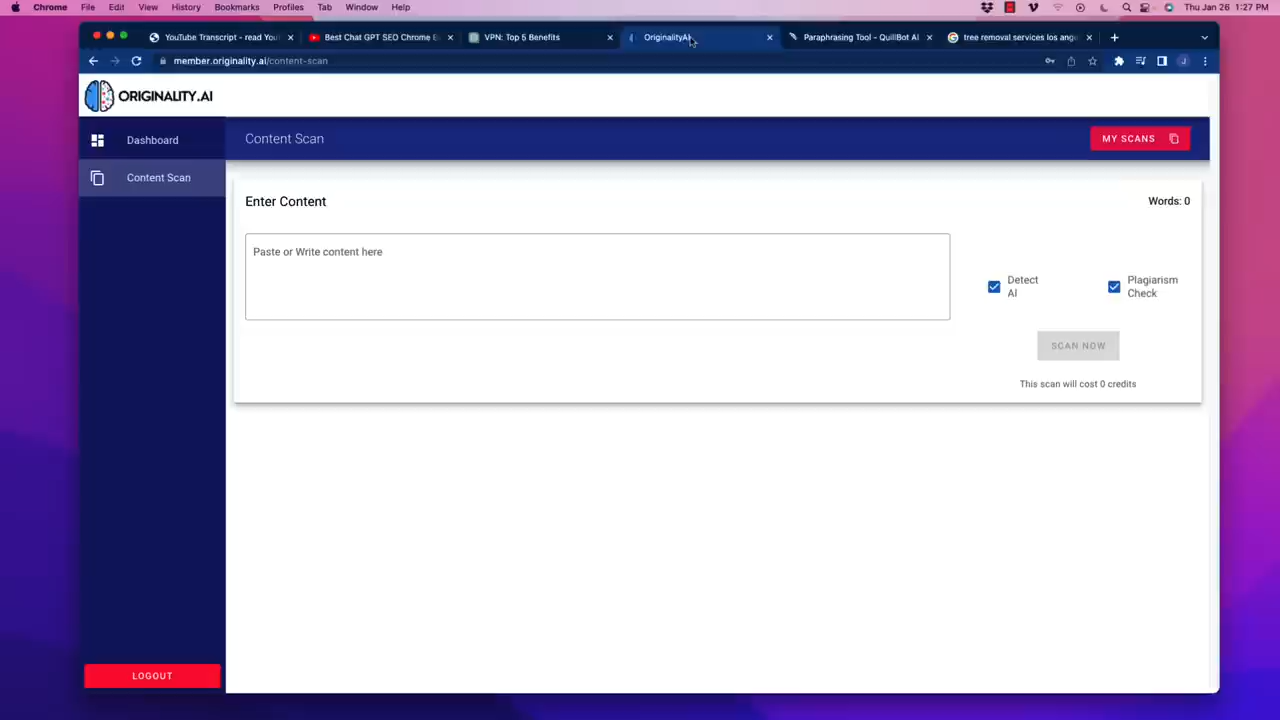 Chrome File Edit View History Bookmarks Profiles Tab Window Help Thu Jan 26 1:27 PM
YouTube Transcript - read You
Best Chat GPT SEO Chrome E
VPN: Top 5 Benefits
OriginalityAI
Paraphrasing Tool - QuillBot AI
tree removal services los ange
member.originality.ai/content-scan
J
ORIGINALITY.AI
Dashboard
Content Scan
Content Scan
MY SCANS
Enter Content
Words: 0
Paste or Write content here
Detect
AI
Plagiarism
Check
SCAN NOW
This scan will cost 0 credits
LOGOUT